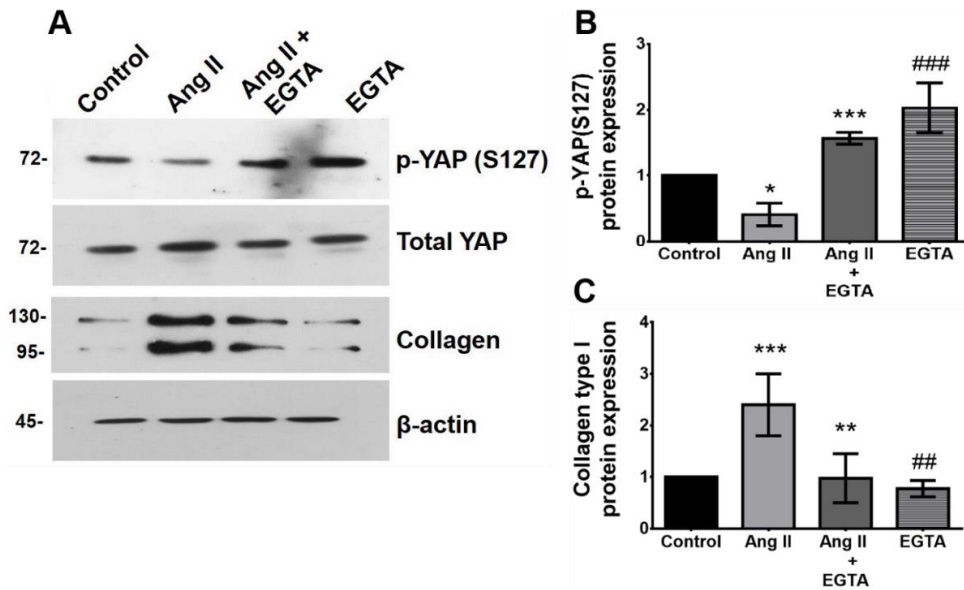 A
Control
Ang II
Ang II +
EGTA
EGTA
72-
p-YAP (S127)
72-
Total YAP
130-
95-
Collagen
45-
β-actin
B
p-YAP(S127)
protein expression
3
2
1
0
*
***
###
Control
Ang II
Ang II
+
EGTA
EGTA
C
Collagen type I
protein expression
4
3
2
1
0
***
**
##
Control
Ang II
Ang II
+
EGTA
EGTA